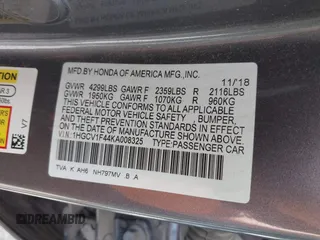 MFD.BY HONDA OF AMERICA MFG.,INC. 11/18
GVWR 4299LBS GAWR F 2359LBS R 2116LBS
GVWR 1950KG GAWR F 1070KG R 960KG
THIS VEHICLE CONFORMS TO ALL APPLICABLE
FEDERAL MOTOR VEHICLE SAFETY , BUMPER,
AND THEFT PREVENTION STANDARDS IN EFFECT ON
THE DATE OF MANUFACTURE SHOWN ABOVE.
VIN: 1HGCV1F44KA008325 TYPE:PASSENGER CAR
TVA K AH6 NH797MV B A
V7
DREAMBID